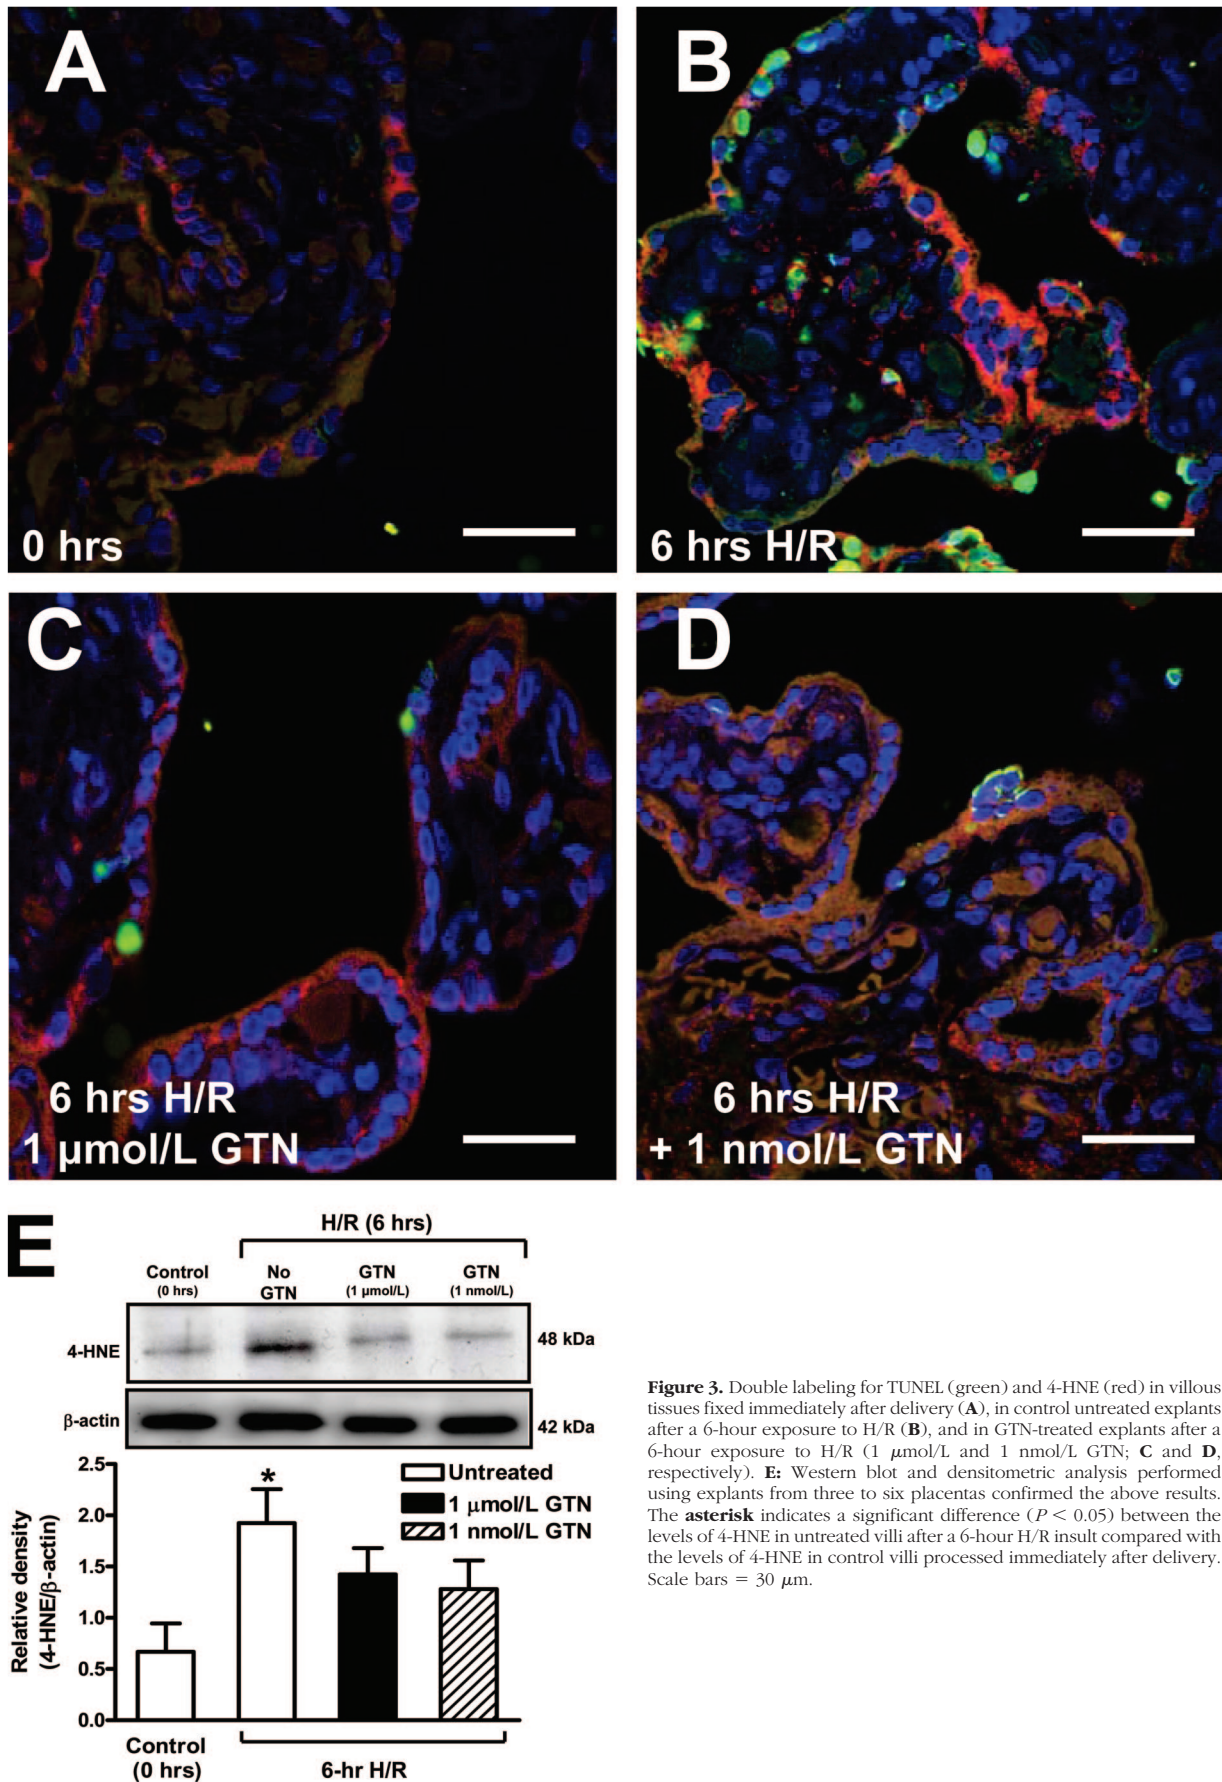 A
0 hrs
B
6 hrs H/R
C
6 hrs H/R
1 µmol/L GTN
D
6 hrs H/R
+ 1 nmol/L GTN
E
H/R (6 hrs)
Control
(0 hrs)
No
GTN
GTN
(1 µmol/L)
GTN
(1 nmol/L)
4-HNE
48 kDa
β-actin
42 kDa
Relative density
(4-HNE/β-actin)
2.5
2.0
1.5
1.0
0.5
0.0
*
Untreated
1 µmol/L GTN
1 nmol/L GTN
Control
(0 hrs)
6-hr H/R
Figure 3. Double labeling for TUNEL (green) and 4-HNE (red) in villous
tissues fixed immediately after delivery (A), in control untreated explants
after a 6-hour exposure to H/R (B), and in GTN-treated explants after a
6-hour exposure to H/R (1 µmol/L and 1 nmol/L GTN; C and D,
respectively). E: Western blot and densitometric analysis performed
using explants from three to six placentas confirmed the above results.
The asterisk indicates a significant difference (P < 0.05) between the
levels of 4-HNE in untreated villi after a 6-hour H/R insult compared with
the levels of 4-HNE in control villi processed immediately after delivery.
Scale bars = 30 µm.